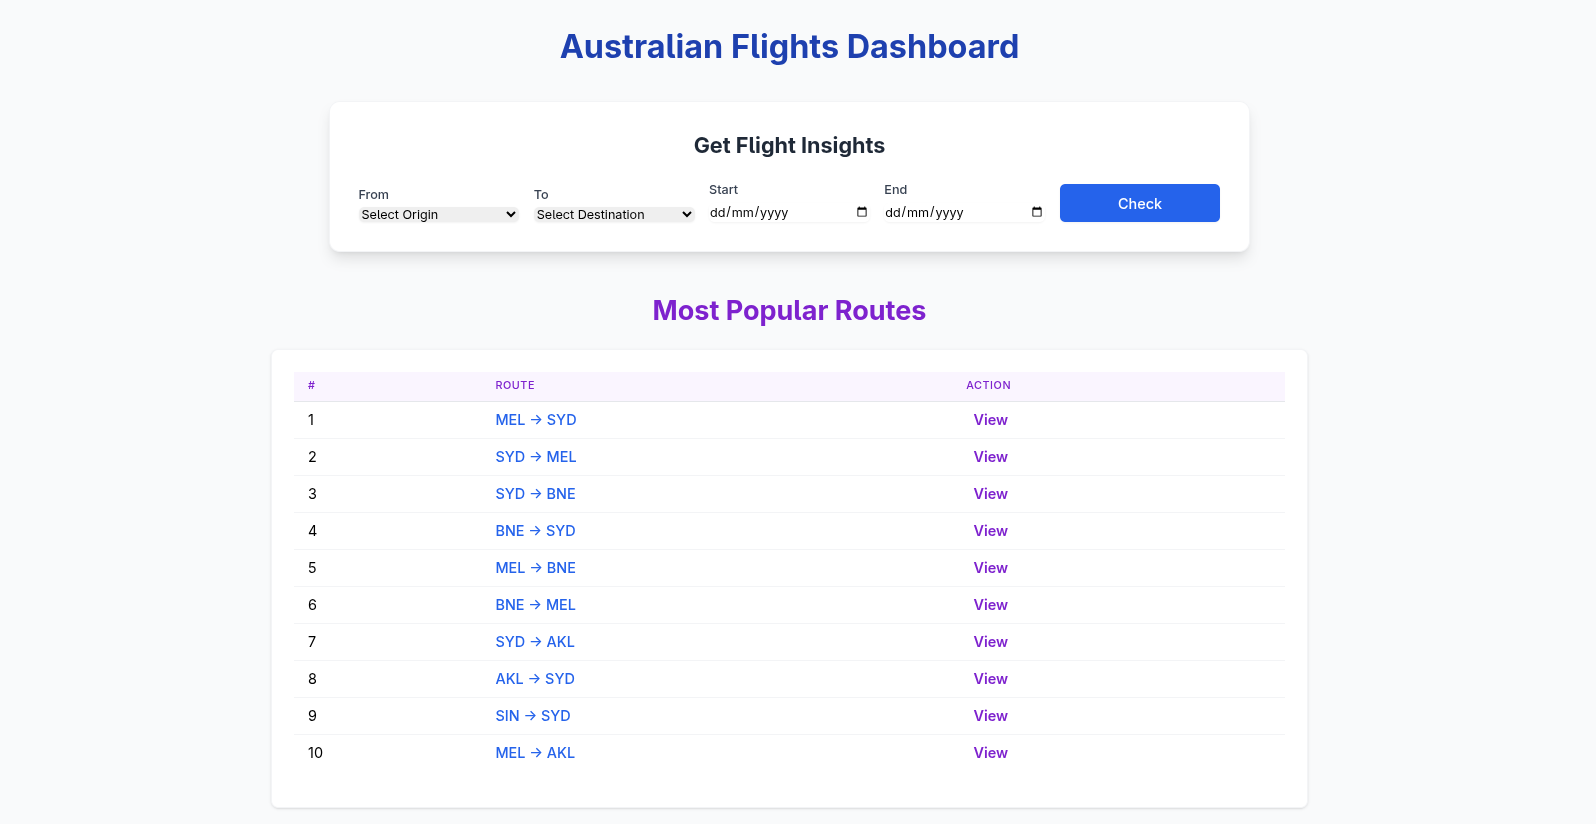 Australian Flights Dashboard
Get Flight Insights
From To Start End
Select Origin Select Destination dd/mm/yyyy dd/mm/yyyy Check
Most Popular Routes
# ROUTE ACTION
1 MEL → SYD View
2 SYD → MEL View
3 SYD → BNE View
4 BNE → SYD View
5 MEL → BNE View
6 BNE → MEL View
7 SYD → AKL View
8 AKL → SYD View
9 SIN → SYD View
10 MEL → AKL View